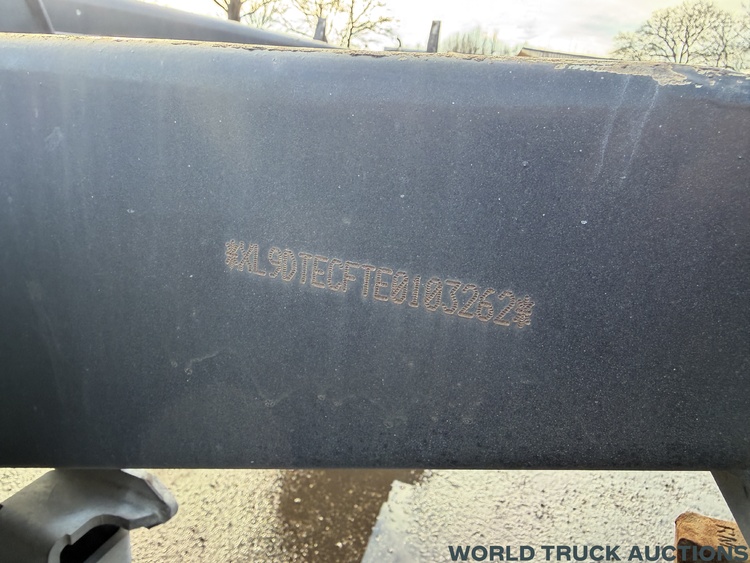 *XL9DTECFTE0103262*
WORLD TRUCK AUCTIONS